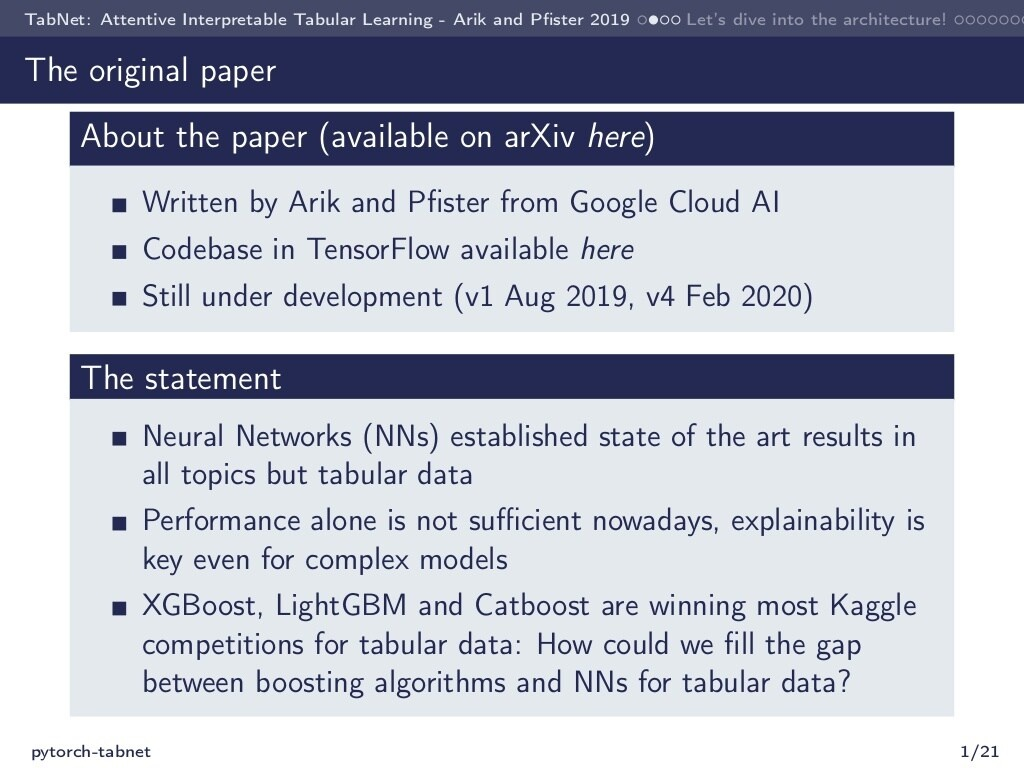 TabNet: Attentive Interpretable Tabular Learning - Arik and Pfister 2019 Let's dive into the architecture!
The original paper
About the paper (available on arXiv here)
Written by Arik and Pfister from Google Cloud AI
Codebase in TensorFlow available here
Still under development (v1 Aug 2019, v4 Feb 2020)
The statement
Neural Networks (NNs) established state of the art results in
all topics but tabular data
Performance alone is not sufficient nowadays, explainability is
key even for complex models
XGBoost, LightGBM and Catboost are winning most Kaggle
competitions for tabular data: How could we fill the gap
between boosting algorithms and NNs for tabular data?
pytorch-tabnet 1/21